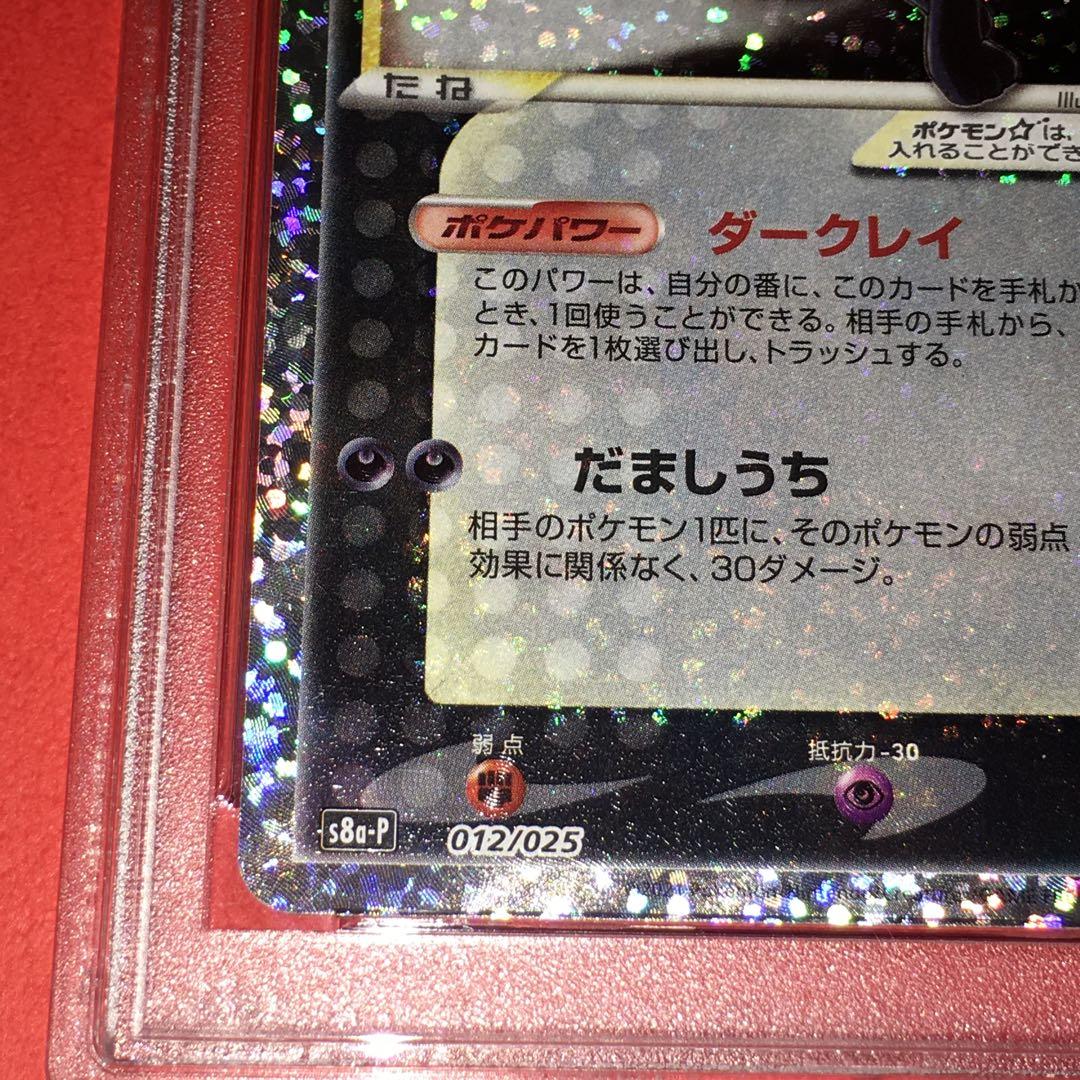 たね
Illu
ポケモン☆は、
入れることができ
ポケパワー ダークレイ
このパワーは、自分の番に、このカードを手札か
とき、1回使うことができる。相手の手札から、
カードを1枚選び出し、トラッシュする。
だましうち
相手のポケモン1匹に、そのポケモンの弱点
効果に関係なく、30ダメージ。
弱点 抵抗力-30
s8a-P 012/025